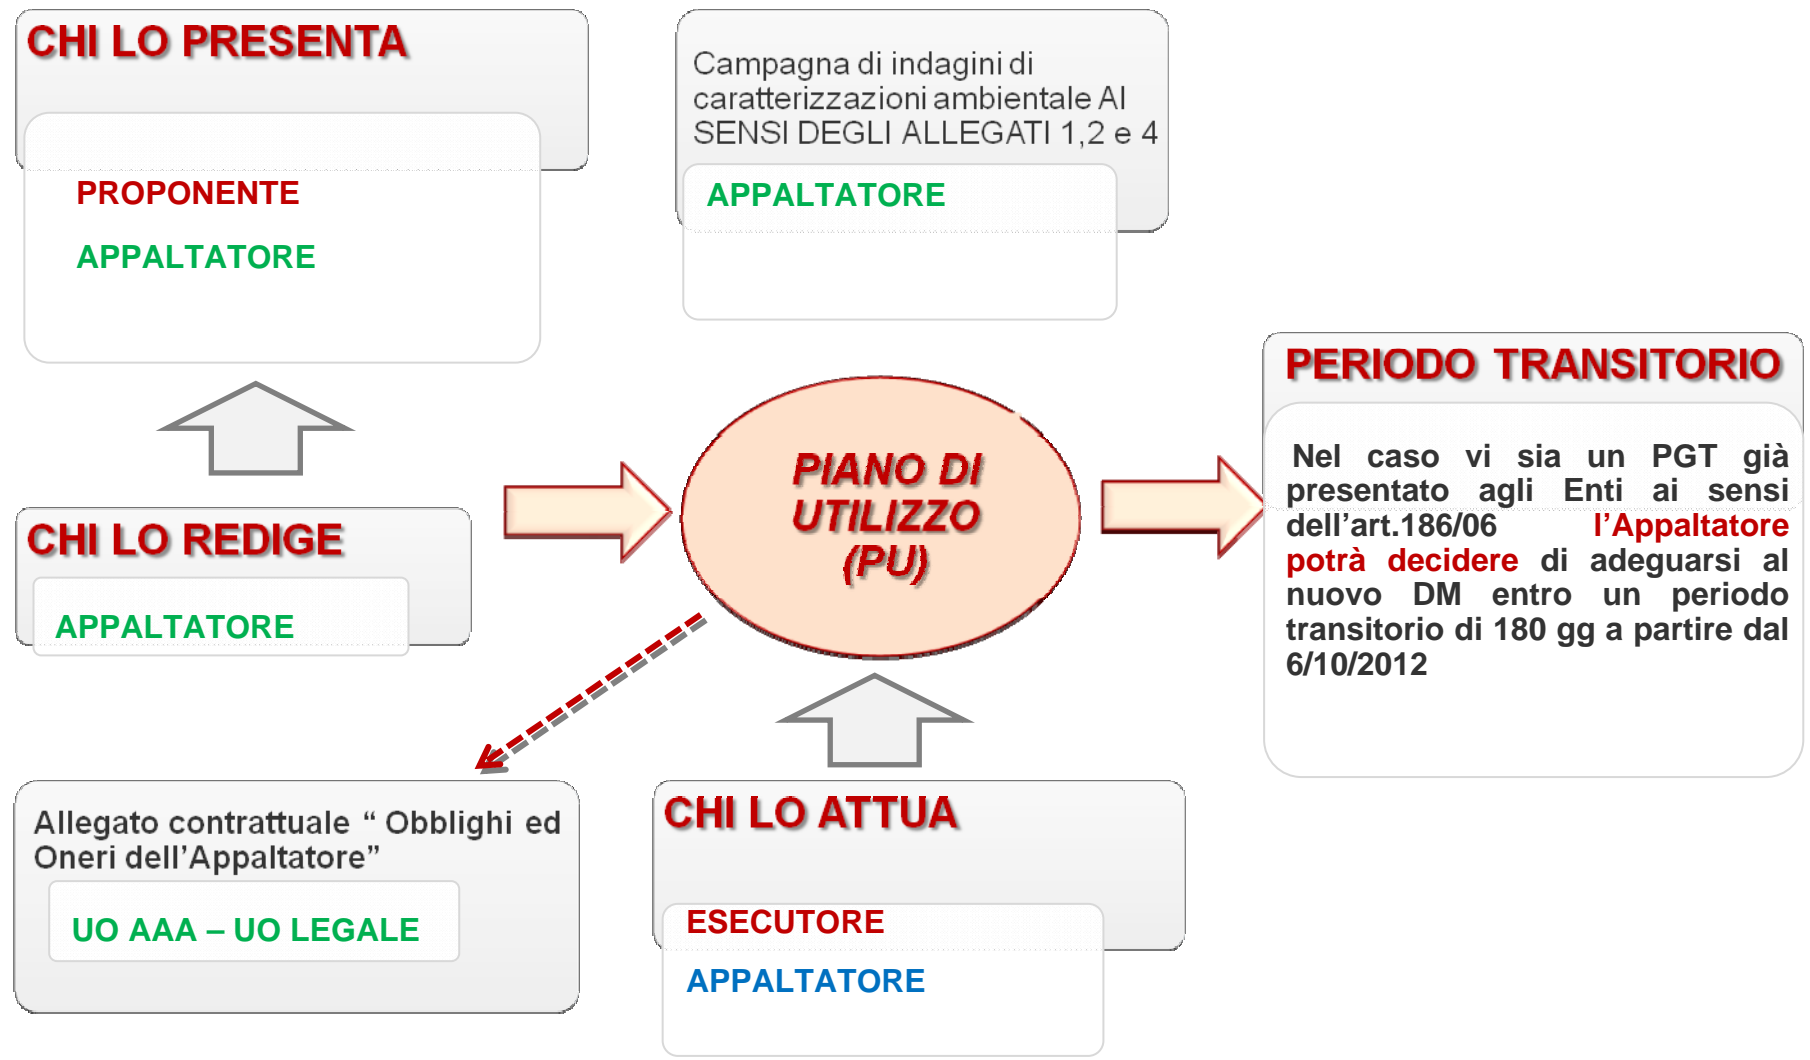 CHI LO PRESENTA
PROPONENTE
APPALTATORE
Campagna di indagini di
caratterizzazioni ambientale AI
SENSI DEGLI ALLEGATI 1,2 e 4
APPALTATORE
CHI LO REDIGE
APPALTATORE
PIANO DI
UTILIZZO
(PU)
PERIODO TRANSITORIO
Nel caso vi sia un PGT già
presentato agli Enti ai sensi
dell’art.186/06 l’Appaltatore
potrà decidere di adeguarsi al
nuovo DM entro un periodo
transitorio di 180 gg a partire dal
6/10/2012
Allegato contrattuale “ Obblighi ed
Oneri dell’Appaltatore”
UO AAA – UO LEGALE
CHI LO ATTUA
ESECUTORE
APPALTATORE